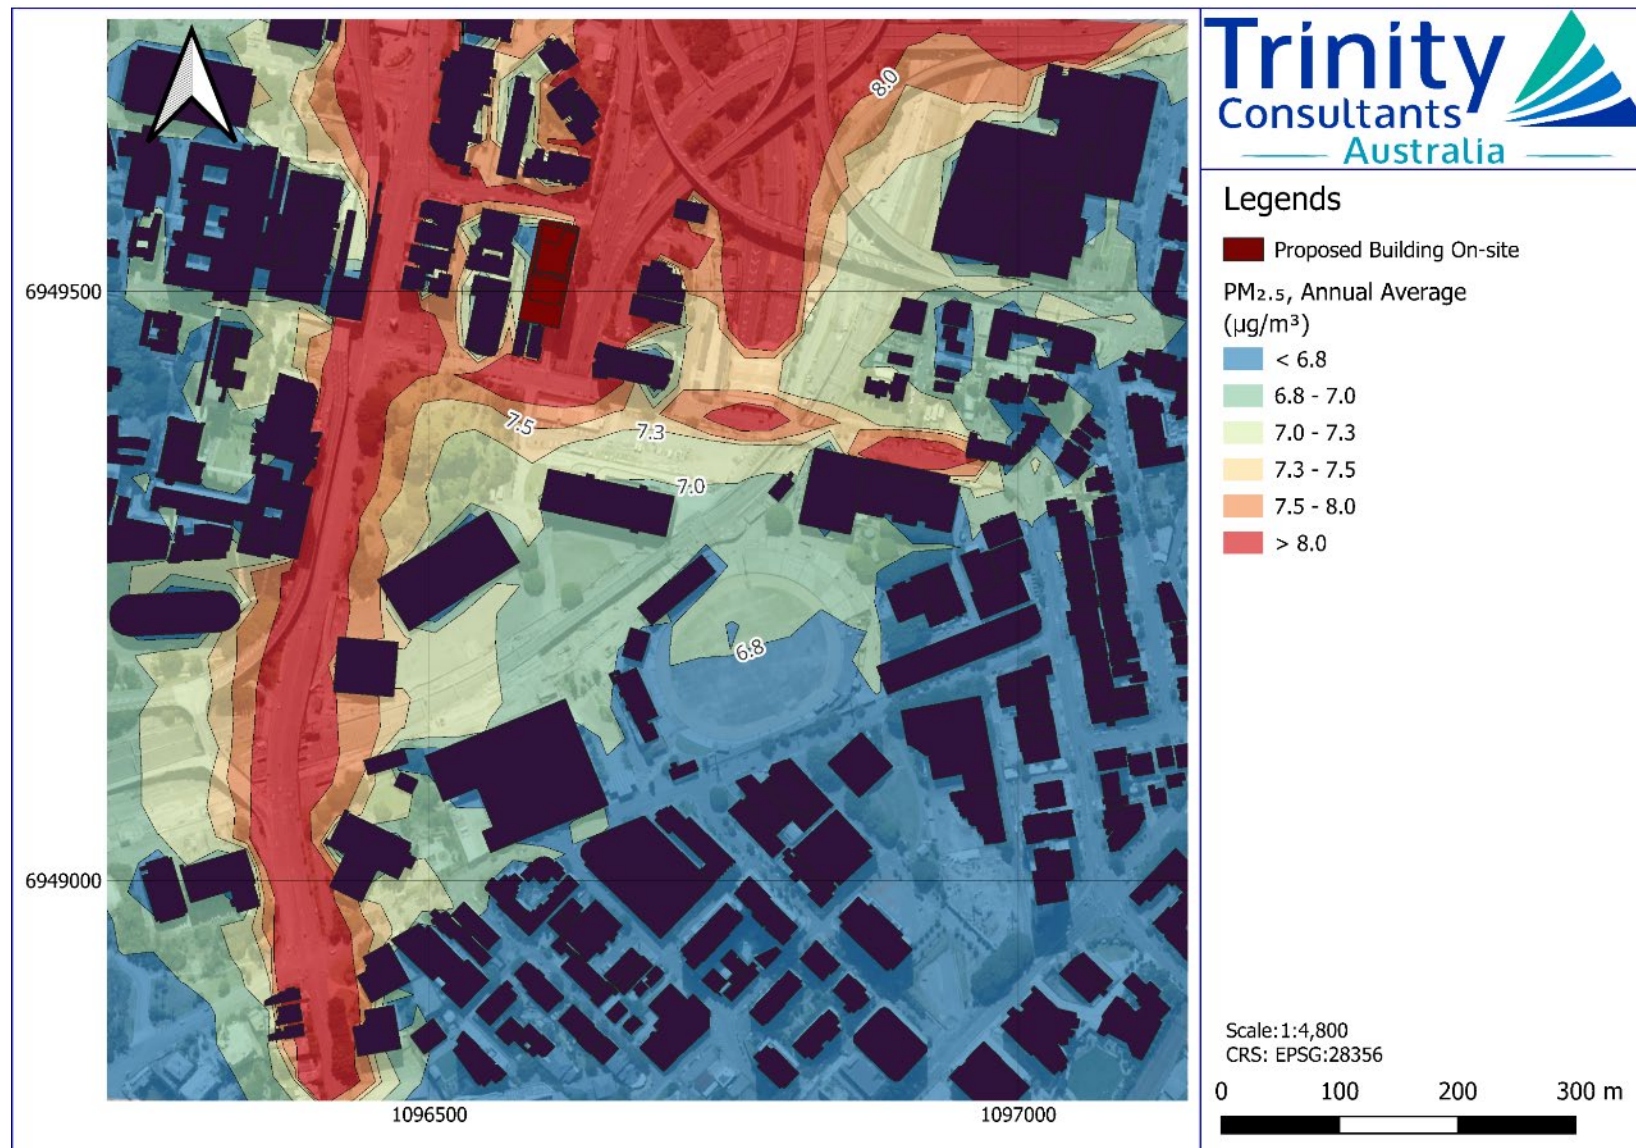 Trinity
Consultants
Australia
Legends
Proposed Building On-site
PM₂.₅, Annual Average
(µg/m³)
< 6.8
6.8 - 7.0
7.0 - 7.3
7.3 - 7.5
7.5 - 8.0
> 8.0
8.0
7.5
7.3
7.0
6.8
6949500
6949000
1096500
1097000
Scale:1:4,800
CRS: EPSG:28356
0 100 200 300 m